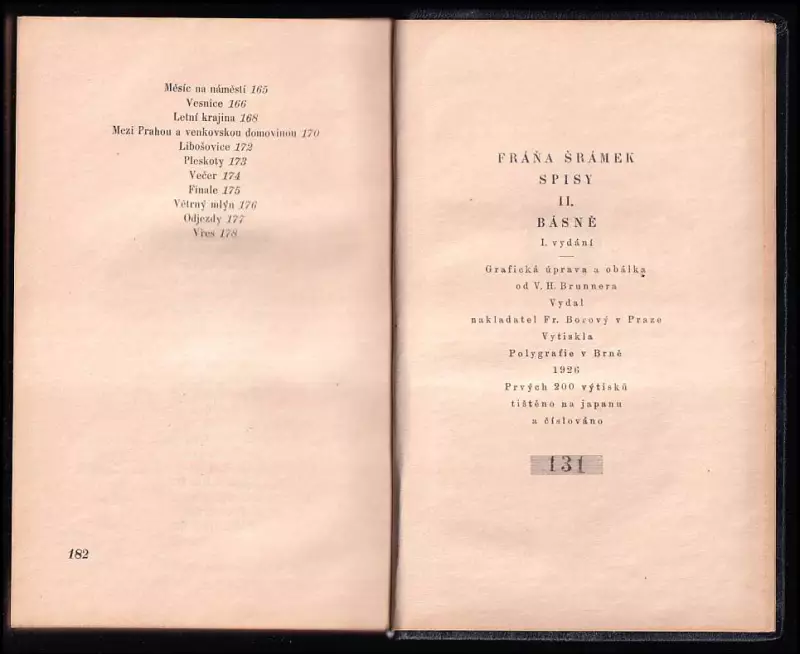 Měsíc na náměstí 165
Vesnice 166
Letní krajina 168
Mezi Prahou a venkovskou domovinou 170
Libošovice 172
Pleskoty 173
Večer 174
Finale 175
Větrný mlýn 176
Odjezdy 177
Vřes 178
182
FRÁŇA ŠRÁMEK
SPISY
II.
BÁSNĚ
I. vydání
Grafická úprava a obálka
od V. H. Brunnera
Vydal
nakladatel Fr. Borový v Praze
Vytiskla
Polygrafie v Brně
1926
Prvých 200 výtisků
tištěno na japanu
a číslováno
131